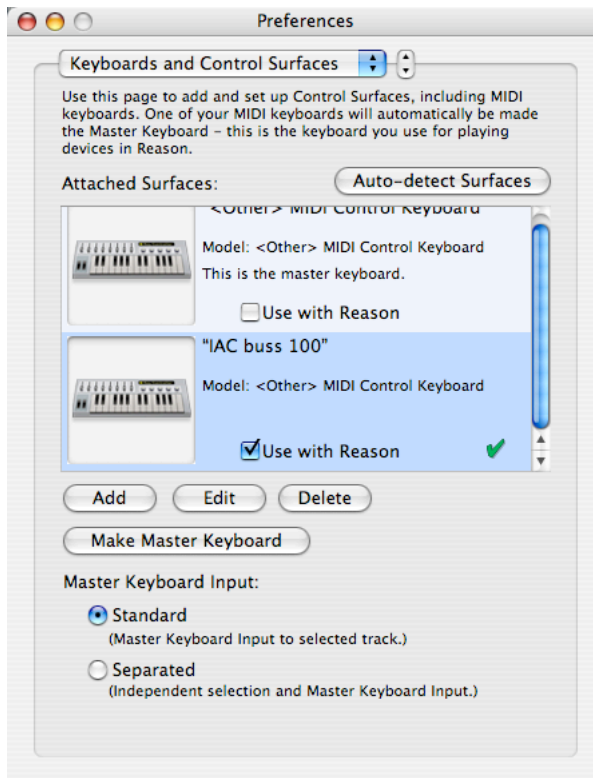 Preferences
Keyboards and Control Surfaces
Use this page to add and set up Control Surfaces, including MIDI
keyboards. One of your MIDI keyboards will automatically be made
the Master Keyboard – this is the keyboard you use for playing
devices in Reason.
Attached Surfaces:
Auto-detect Surfaces
<Other> MIDI Control Keyboard
Model: <Other> MIDI Control Keyboard
This is the master keyboard.
Use with Reason
“IAC buss 100”
Model: <Other> MIDI Control Keyboard
Use with Reason
Add
Edit
Delete
Make Master Keyboard
Master Keyboard Input:
Standard
(Master Keyboard Input to selected track.)
Separated
(Independent selection and Master Keyboard Input.)